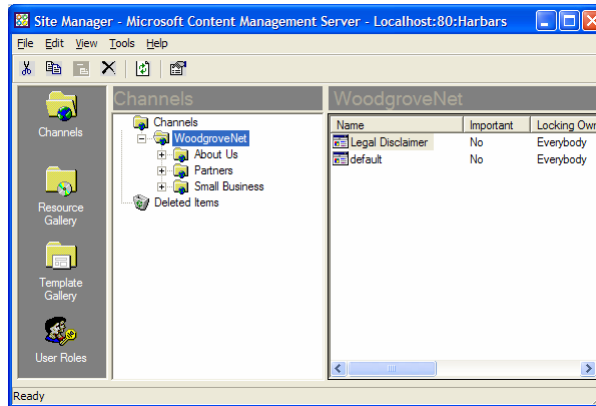 Site Manager - Microsoft Content Management Server - Localhost:80:Harbars
File Edit View Tools Help
Channels
Resource
Gallery
Template
Gallery
User Roles
Channels
Channels
WoodgroveNet
About Us
Partners
Small Business
Deleted Items
WoodgroveNet
Name Important Locking Own
Legal Disclaimer No Everybody
default No Everybody
Ready